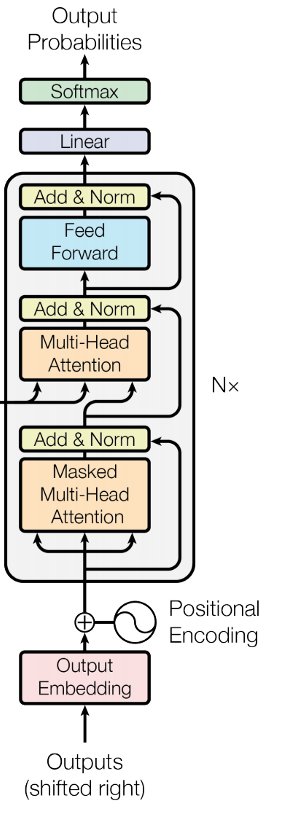 Output
Probabilities
Softmax
Linear
Add & Norm
Feed
Forward
Add & Norm
Multi-Head
Attention
N×
Add & Norm
Masked
Multi-Head
Attention
Positional
Encoding
Output
Embedding
Outputs
(shifted right)